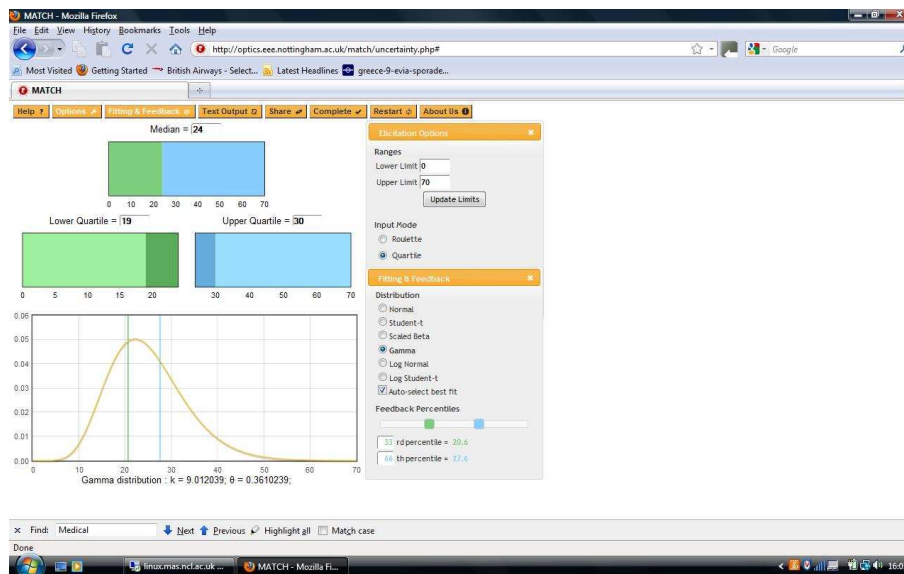 MATCH - Mozilla Firefox
File Edit View History Bookmarks Tools Help
http://optics.eee.nottingham.ac.uk/match/uncertainty.php#
Google
Most Visited Getting Started British Airways - Select... Latest Headlines greece-9-evia-sporade...
MATCH
Help ? Options Fitting & Feedback Text Output Share Complete Restart About Us
Median = 24
0 10 20 30 40 50 60 70
Lower Quartile = 19
Upper Quartile = 30
0 5 10 15 20
30 40 50 60 70
0.06
0.05
0.04
0.03
0.02
0.01
0.00
0 10 20 30 40 50 60 70
Gamma distribution : k = 9.012039; θ = 0.3610239;
Elicitation Options
Ranges
Lower Limit 0
Upper Limit 70
Update Limits
Input Mode
Roulette
Quartile
Fitting & Feedback
Distribution
Normal
Student-t
Scaled Beta
Gamma
Log Normal
Log Student-t
Auto-select best fit
Feedback Percentiles
33 rd percentile = 20.6
66 th percentile = 27.6
x Find: Medical Next Previous Highlight all Match case
Done
linux.mas.ncl.ac.uk ... MATCH - Mozilla Fi...
16:0